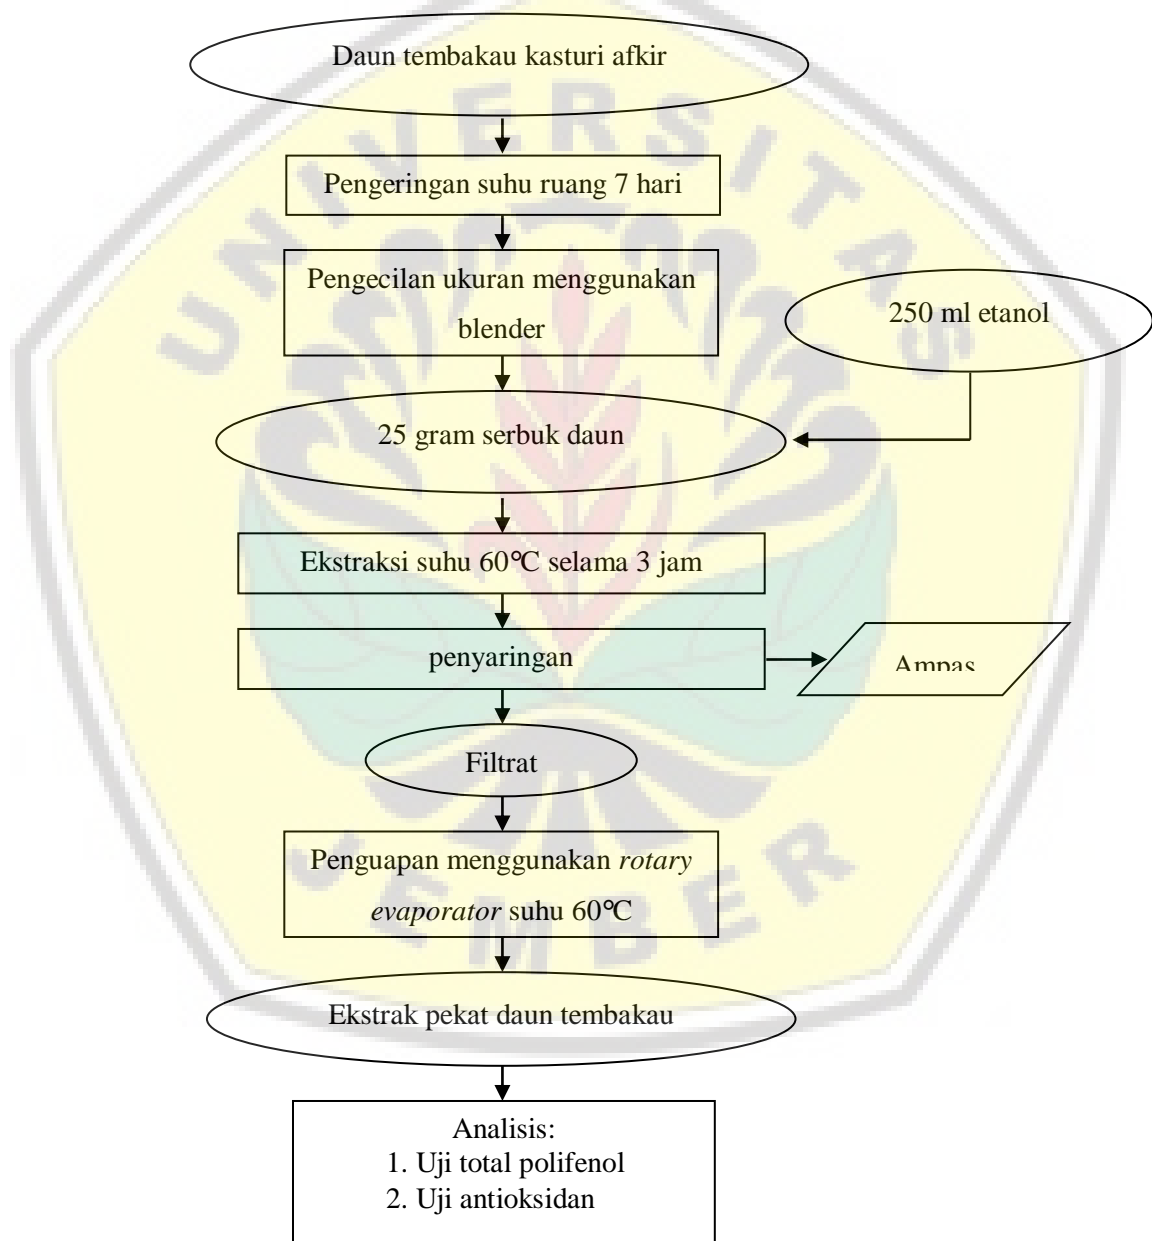 Daun tembakau kasturi afkir
Pengeringan suhu ruang 7 hari
Pengecilan ukuran menggunakan
blender
250 ml etanol
25 gram serbuk daun
Ekstraksi suhu 60°C selama 3 jam
penyaringan
Ampas
Filtrat
Penguapan menggunakan rotary
evaporator suhu 60°C
Ekstrak pekat daun tembakau
Analisis:
1. Uji total polifenol
2. Uji antioksidan
UNIVERSITAS
JEMBER